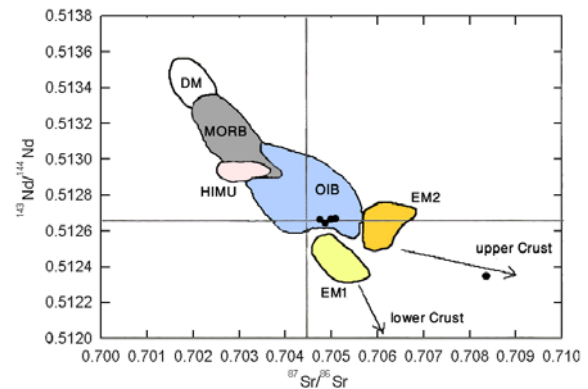 0.5138
0.5136
0.5134
0.5132
0.5130
0.5128
0.5126
0.5124
0.5122
0.5120
143Nd/144Nd
DM
MORB
HIMU
OIB
EM2
EM1
upper Crust
lower Crust
0.700 0.701 0.702 0.703 0.704 0.705 0.706 0.707 0.708 0.709 0.710
87Sr/86Sr